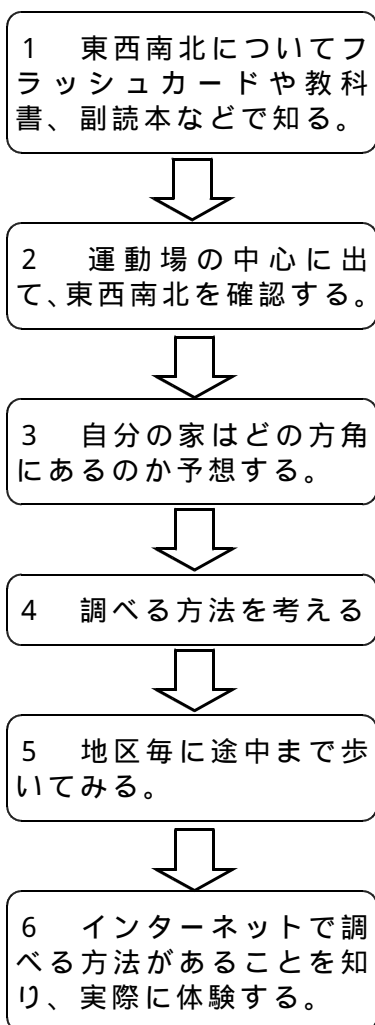 1　東西南北についてフ
ラッシュカードや教科
書、副読本などで知る。
2　運動場の中心に出
て、東西南北を確認する。
3　自分の家はどの方角
にあるのか予想する。
4　調べる方法を考える
5　地区毎に途中まで歩
いてみる。
6　インターネットで調
べる方法があることを知
り、実際に体験する。